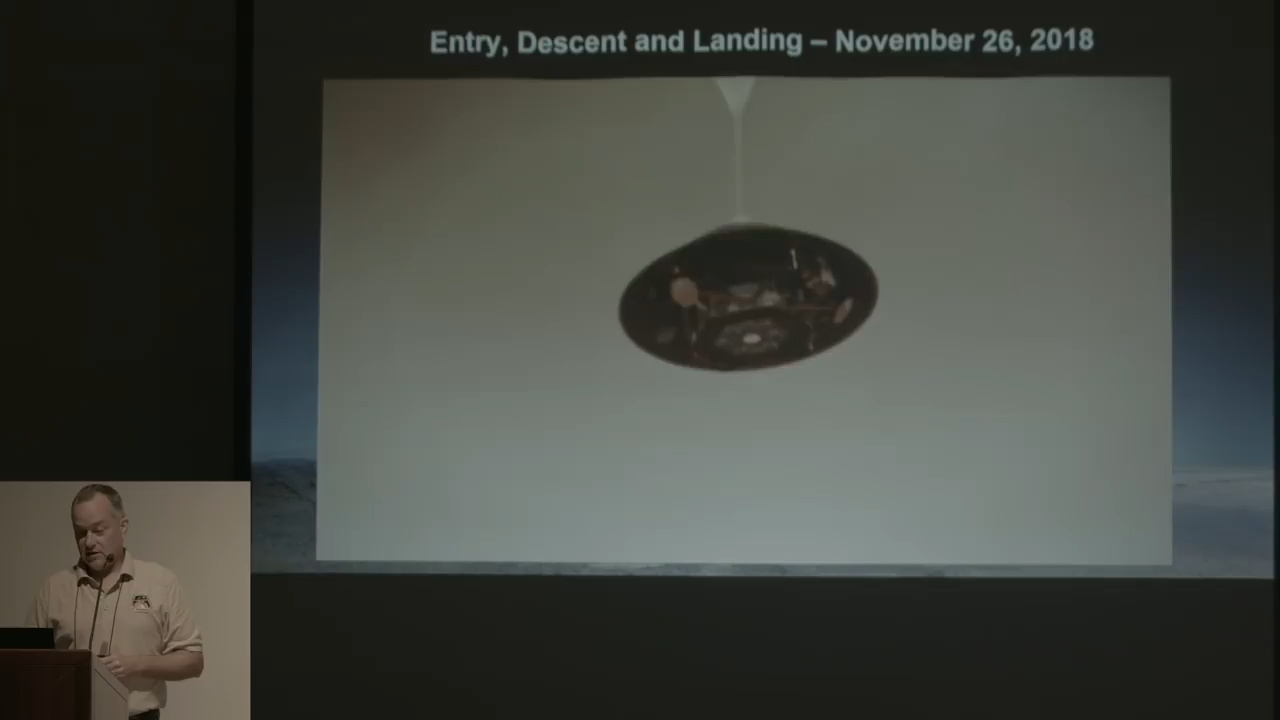 Entry, Descent and Landing – November 26, 2018